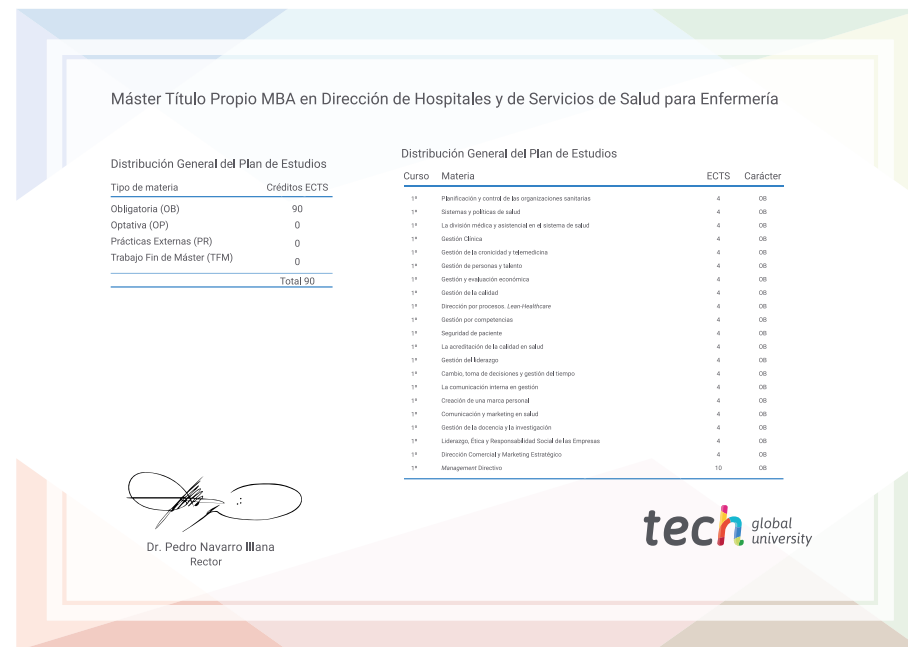 Máster Título Propio MBA en Dirección de Hospitales y de Servicios de Salud para Enfermería
Distribución General del Plan de Estudios
Tipo de materia Créditos ECTS
Obligatoria (OB) 90
Optativa (OP) 0
Prácticas Externas (PR) 0
Trabajo Fin de Máster (TFM) 0
Total 90
Distribución General del Plan de Estudios
Curso Materia ECTS Carácter
1º Planificación y control de las organizaciones sanitarias 4 OB
1º Sistemas y políticas de salud 4 OB
1º La división médica y asistencial en el sistema de salud 4 OB
1º Gestión Clínica 4 OB
1º Gestión de la cronicidad y telemedicina 4 OB
1º Gestión de personas y talento 4 OB
1º Gestión y evaluación económica 4 OB
1º Gestión de la calidad 4 OB
1º Dirección por procesos. Lean-Healthcare 4 OB
1º Gestión por competencias 4 OB
1º Seguridad de paciente 4 OB
1º La acreditación de la calidad en salud 4 OB
1º Gestión del liderazgo 4 OB
1º Cambio, toma de decisiones y gestión del tiempo 4 OB
1º La comunicación interna en gestión 4 OB
1º Creación de una marca personal 4 OB
1º Comunicación y marketing en salud 4 OB
1º Gestión de la docencia y la investigación 4 OB
1º Liderazgo, Ética y Responsabilidad Social de las Empresas 4 OB
1º Dirección Comercial y Marketing Estratégico 4 OB
1º Management Directivo 10 OB
Dr. Pedro Navarro Illana
Rector
tech global
university